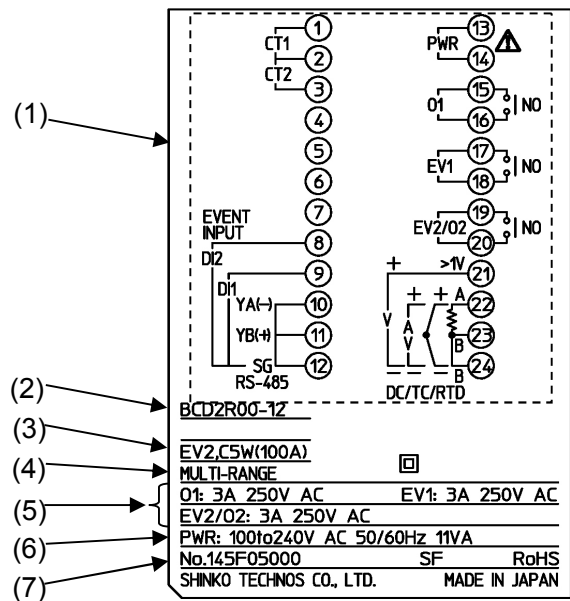 CT1 1
2
CT2 3
4
5
6
7
EVENT
INPUT
8
DI2
9
DI1
YA(-) 10
YB(+) 11
SG 12
RS-485
13
PWR
14
15
O1 NO
16
17
EV1 NO
18
19
EV2/O2 NO
20
+ >1V 21
+ + A 22
V A V 23
B
- - - B 24
DC/TC/RTD
(1)
(2) BCD2R00-12
(3) EV2,C5W(100A)
(4) MULTI-RANGE
(5) O1: 3A 250V AC EV1: 3A 250V AC
EV2/O2: 3A 250V AC
(6) PWR: 100to240V AC 50/60Hz 11VA
(7) No.145F05000 SF RoHS
SHINKO TECHNOS CO., LTD. MADE IN JAPAN